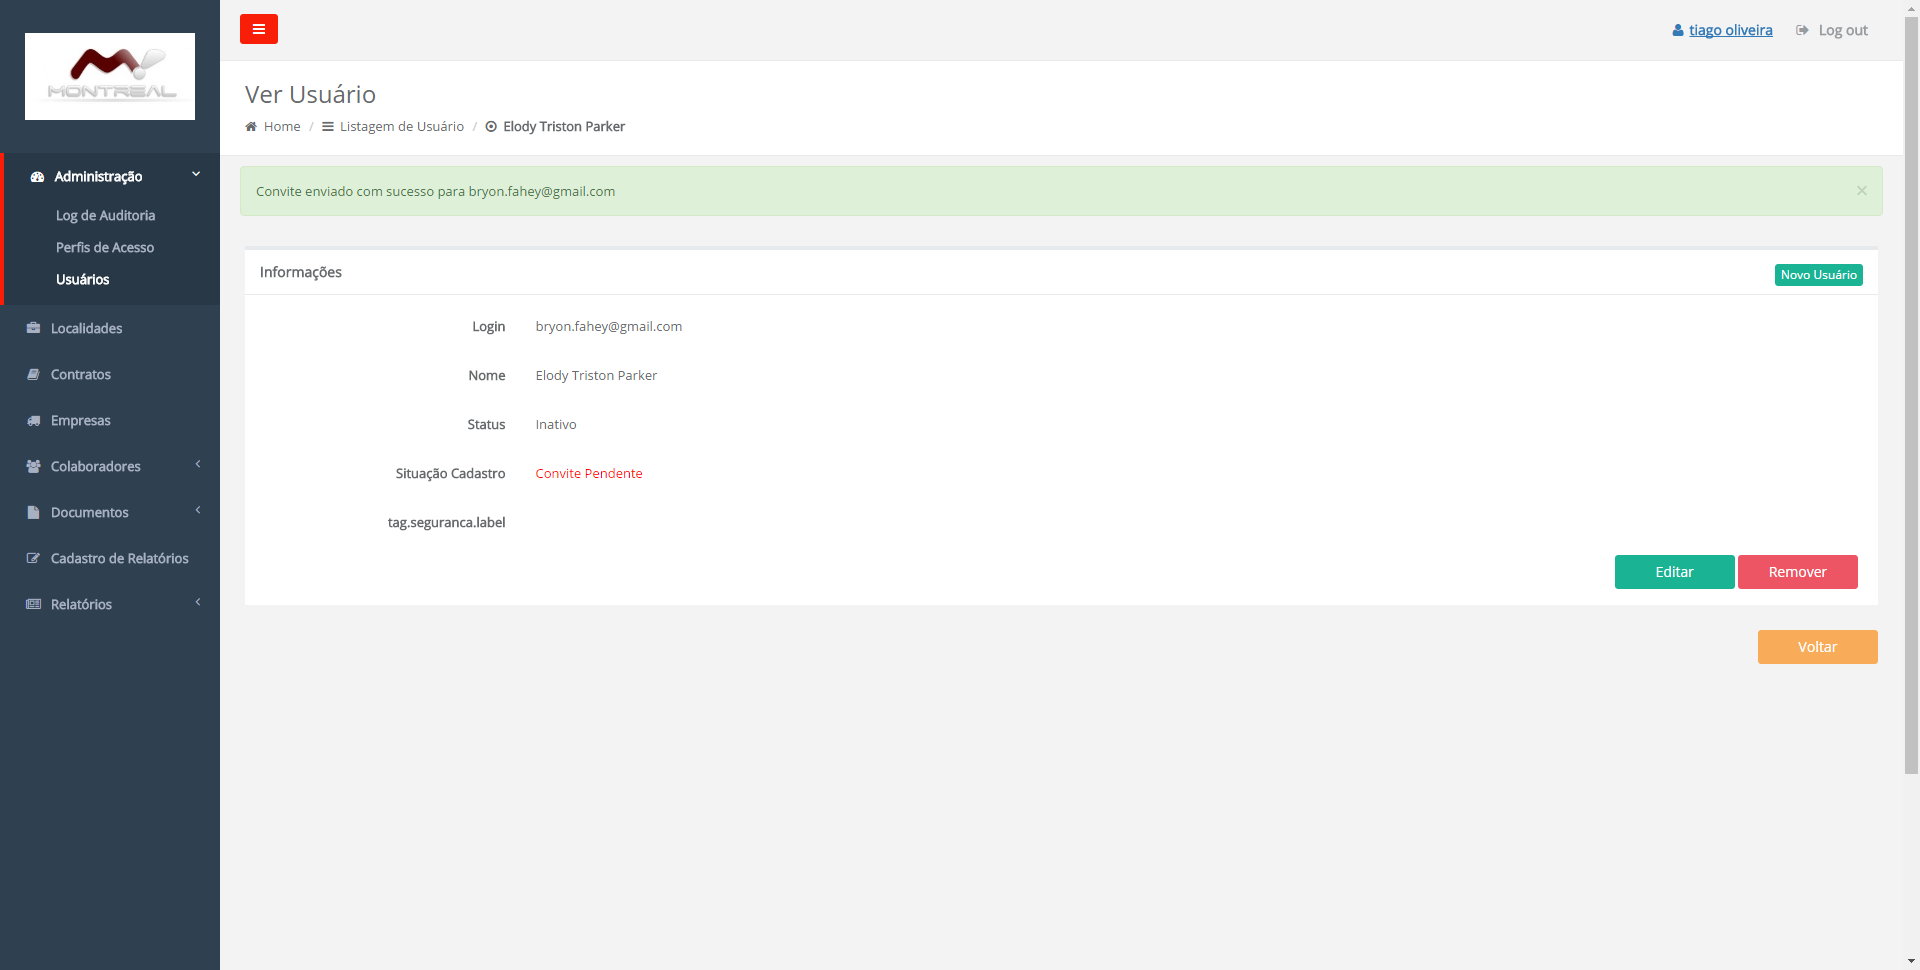 MONTREAL
tiago oliveira
Log out
Ver Usuário
Home / Listagem de Usuário / Elody Triston Parker
Convite enviado com sucesso para bryon.fahey@gmail.com
×
Administração
Log de Auditoria
Perfis de Acesso
Usuários
Localidades
Contratos
Empresas
Colaboradores
Documentos
Cadastro de Relatórios
Relatórios
Informações
Novo Usuário
Login bryon.fahey@gmail.com
Nome Elody Triston Parker
Status Inativo
Situação Cadastro Convite Pendente
tag.seguranca.label
Editar Remover
Voltar